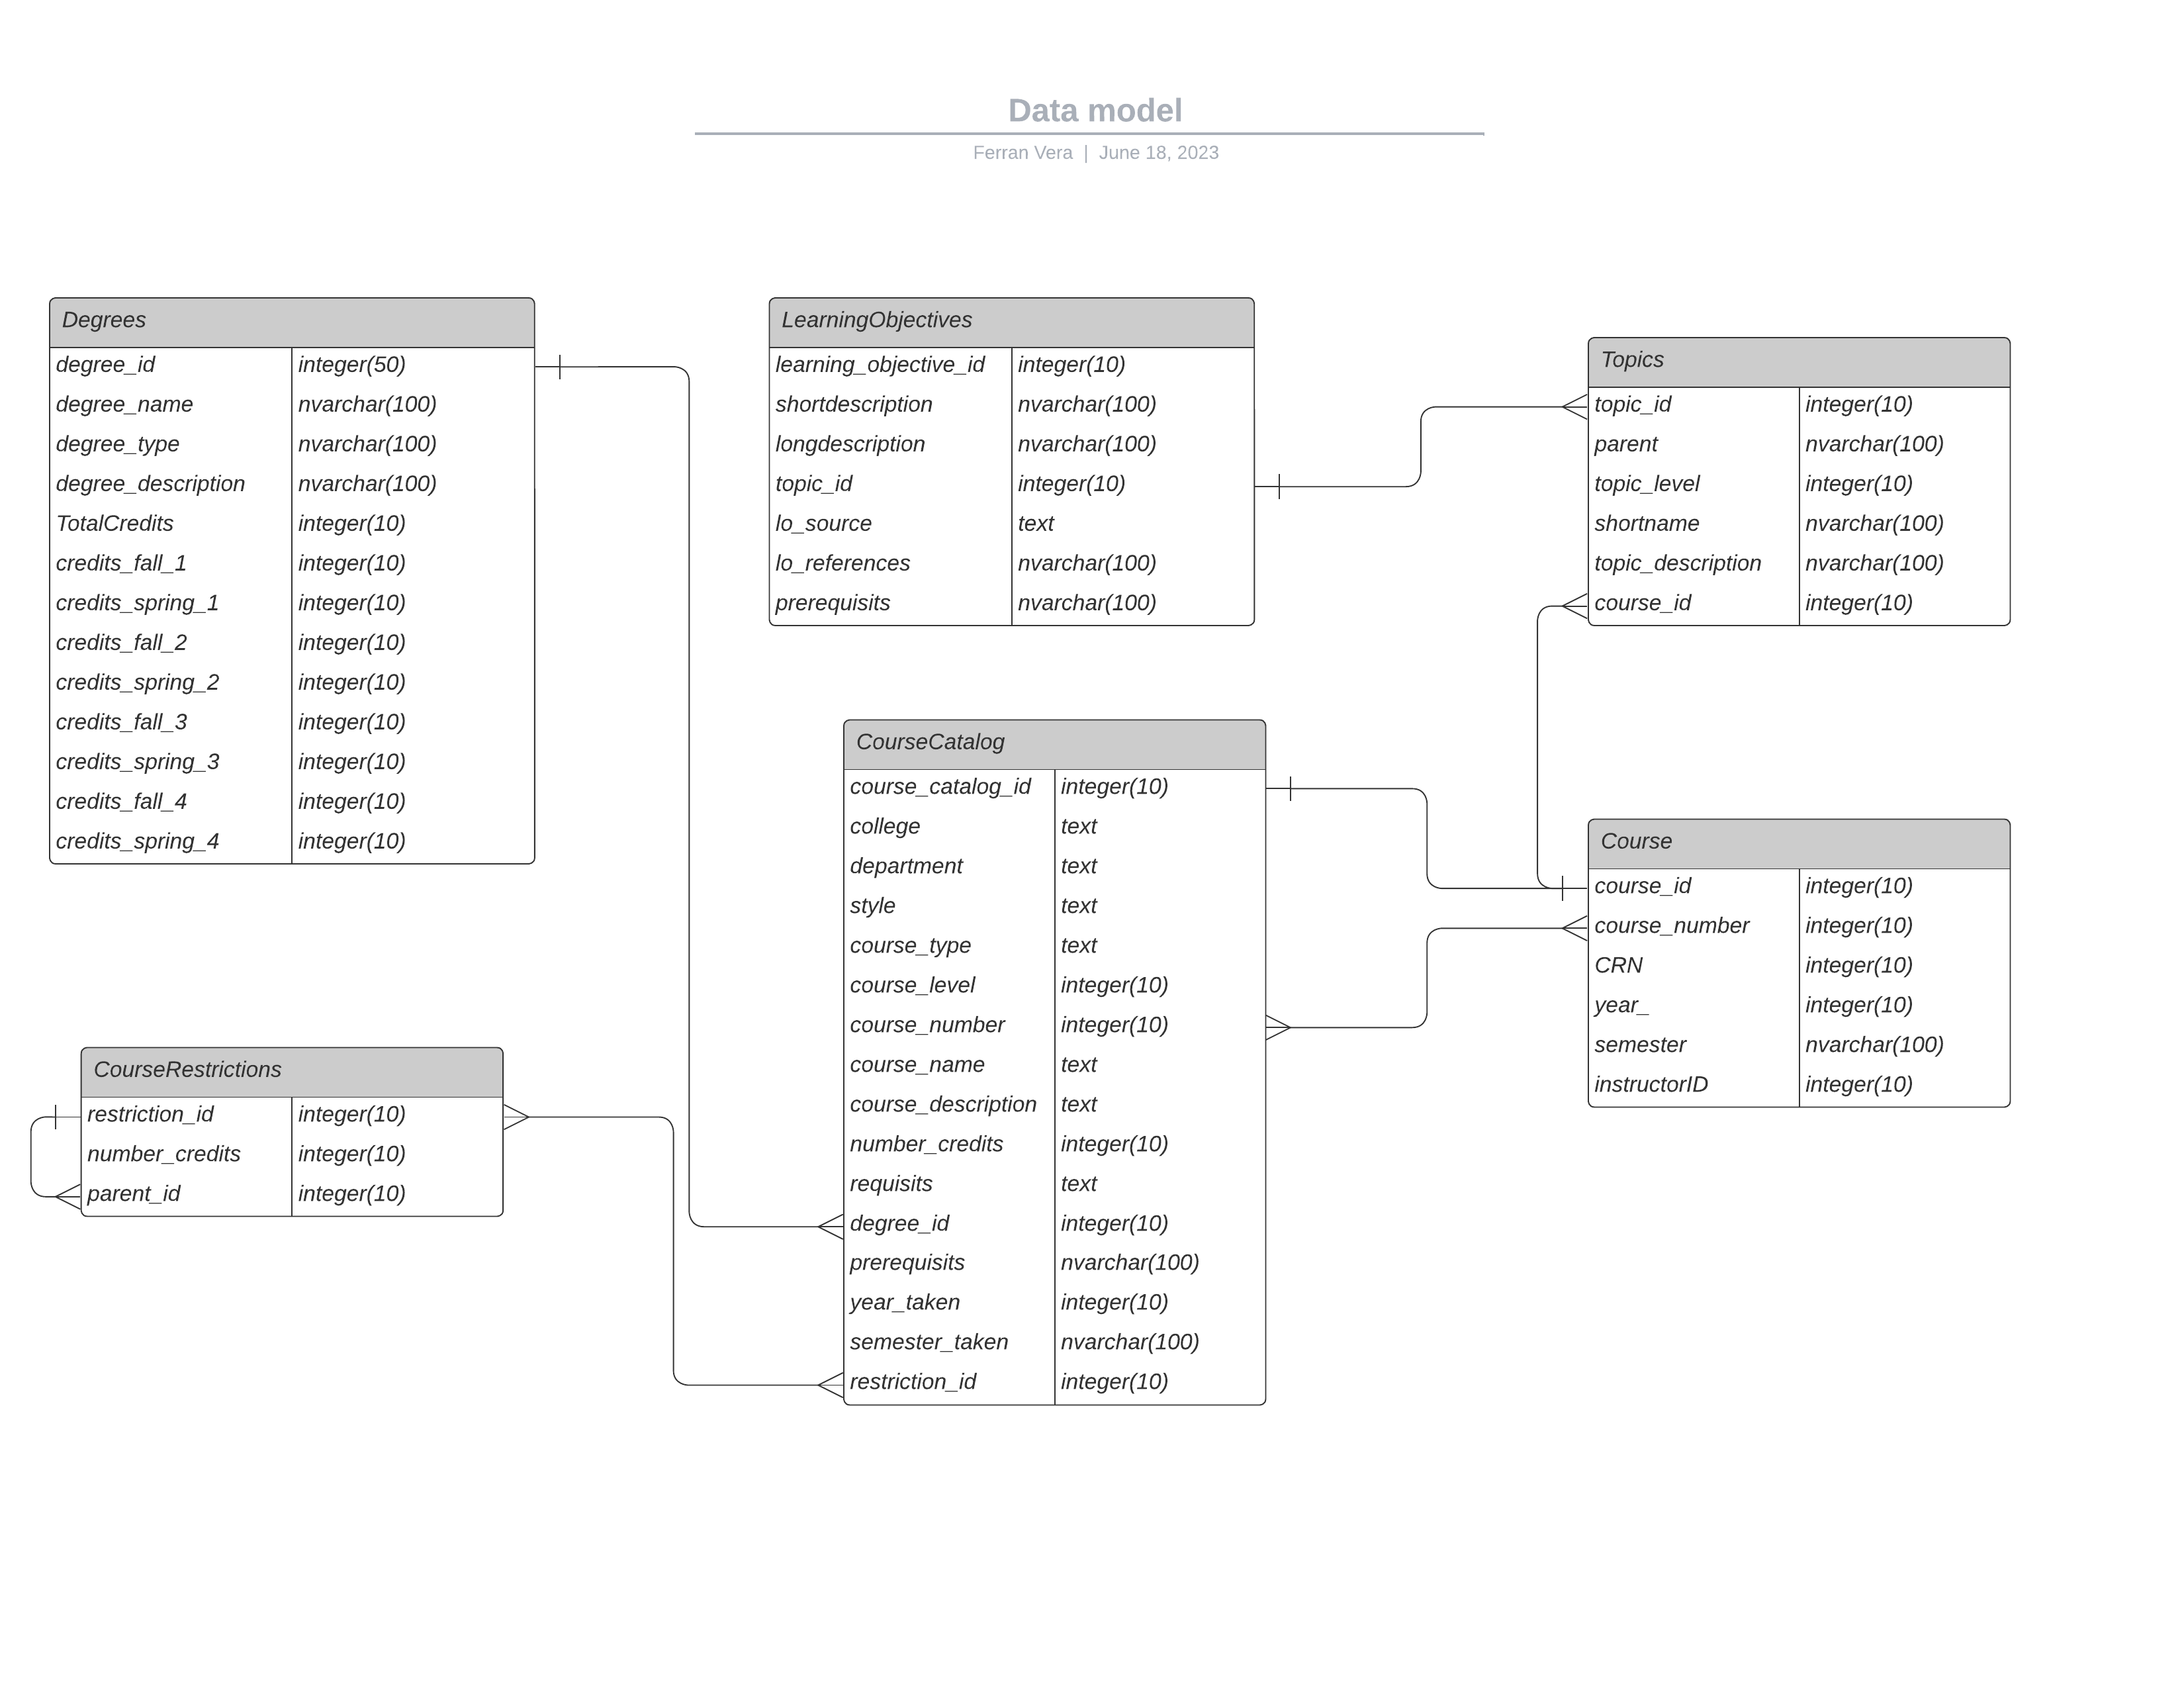 Data model
Ferran Vera | June 18, 2023
Degrees
degree_id integer(50)
degree_name nvarchar(100)
degree_type nvarchar(100)
degree_description nvarchar(100)
TotalCredits integer(10)
credits_fall_1 integer(10)
credits_spring_1 integer(10)
credits_fall_2 integer(10)
credits_spring_2 integer(10)
credits_fall_3 integer(10)
credits_spring_3 integer(10)
credits_fall_4 integer(10)
credits_spring_4 integer(10)
LearningObjectives
learning_objective_id integer(10)
shortdescription nvarchar(100)
longdescription nvarchar(100)
topic_id integer(10)
lo_source text
lo_references nvarchar(100)
prerequisits nvarchar(100)
Topics
topic_id integer(10)
parent nvarchar(100)
topic_level integer(10)
shortname nvarchar(100)
topic_description nvarchar(100)
course_id integer(10)
CourseCatalog
course_catalog_id integer(10)
college text
department text
style text
course_type text
course_level integer(10)
course_number integer(10)
course_name text
course_description text
number_credits integer(10)
requisits text
degree_id integer(10)
prerequisits nvarchar(100)
year_taken integer(10)
semester_taken nvarchar(100)
restriction_id integer(10)
Course
course_id integer(10)
course_number integer(10)
CRN integer(10)
year_ integer(10)
semester nvarchar(100)
instructorID integer(10)
CourseRestrictions
restriction_id integer(10)
number_credits integer(10)
parent_id integer(10)